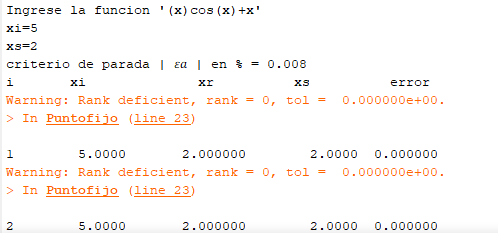 Ingrese la funcion '(x)cos(x)+x'
xi=5
xs=2
criterio de parada | εa | en % = 0.008
i xi xr xs error
Warning: Rank deficient, rank = 0, tol = 0.000000e+00.
> In Puntofijo (line 23)
1 5.0000 2.000000 2.0000 0.000000
Warning: Rank deficient, rank = 0, tol = 0.000000e+00.
> In Puntofijo (line 23)
2 5.0000 2.000000 2.0000 0.000000